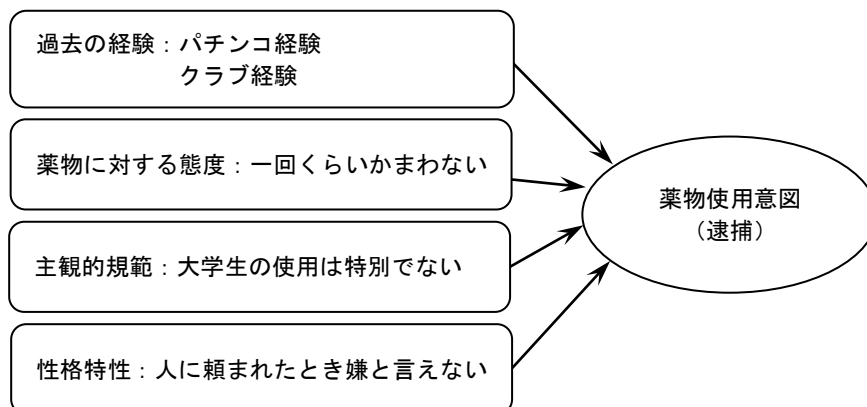 過去の経験：パチンコ経験
クラブ経験
薬物に対する態度：一回くらいかまわない
主観的規範：大学生の使用は特別でない
性格特性：人に頼まれたとき嫌と言えない
薬物使用意図
（逮捕）